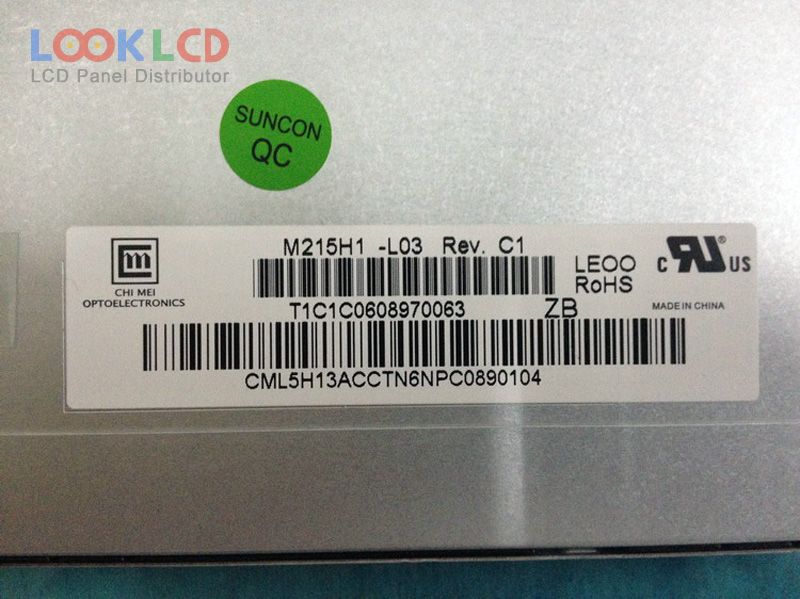 LOOKLCD
LCD Panel Distributor
SUNCON
QC
M215H1 -L03 Rev. C1
CHI MEI
OPTOELECTRONICS
LEOO
RoHS
C RU® US
T1C1C0608970063 ZB
MADE IN CHINA
CML5H13ACCTN6NPC0890104